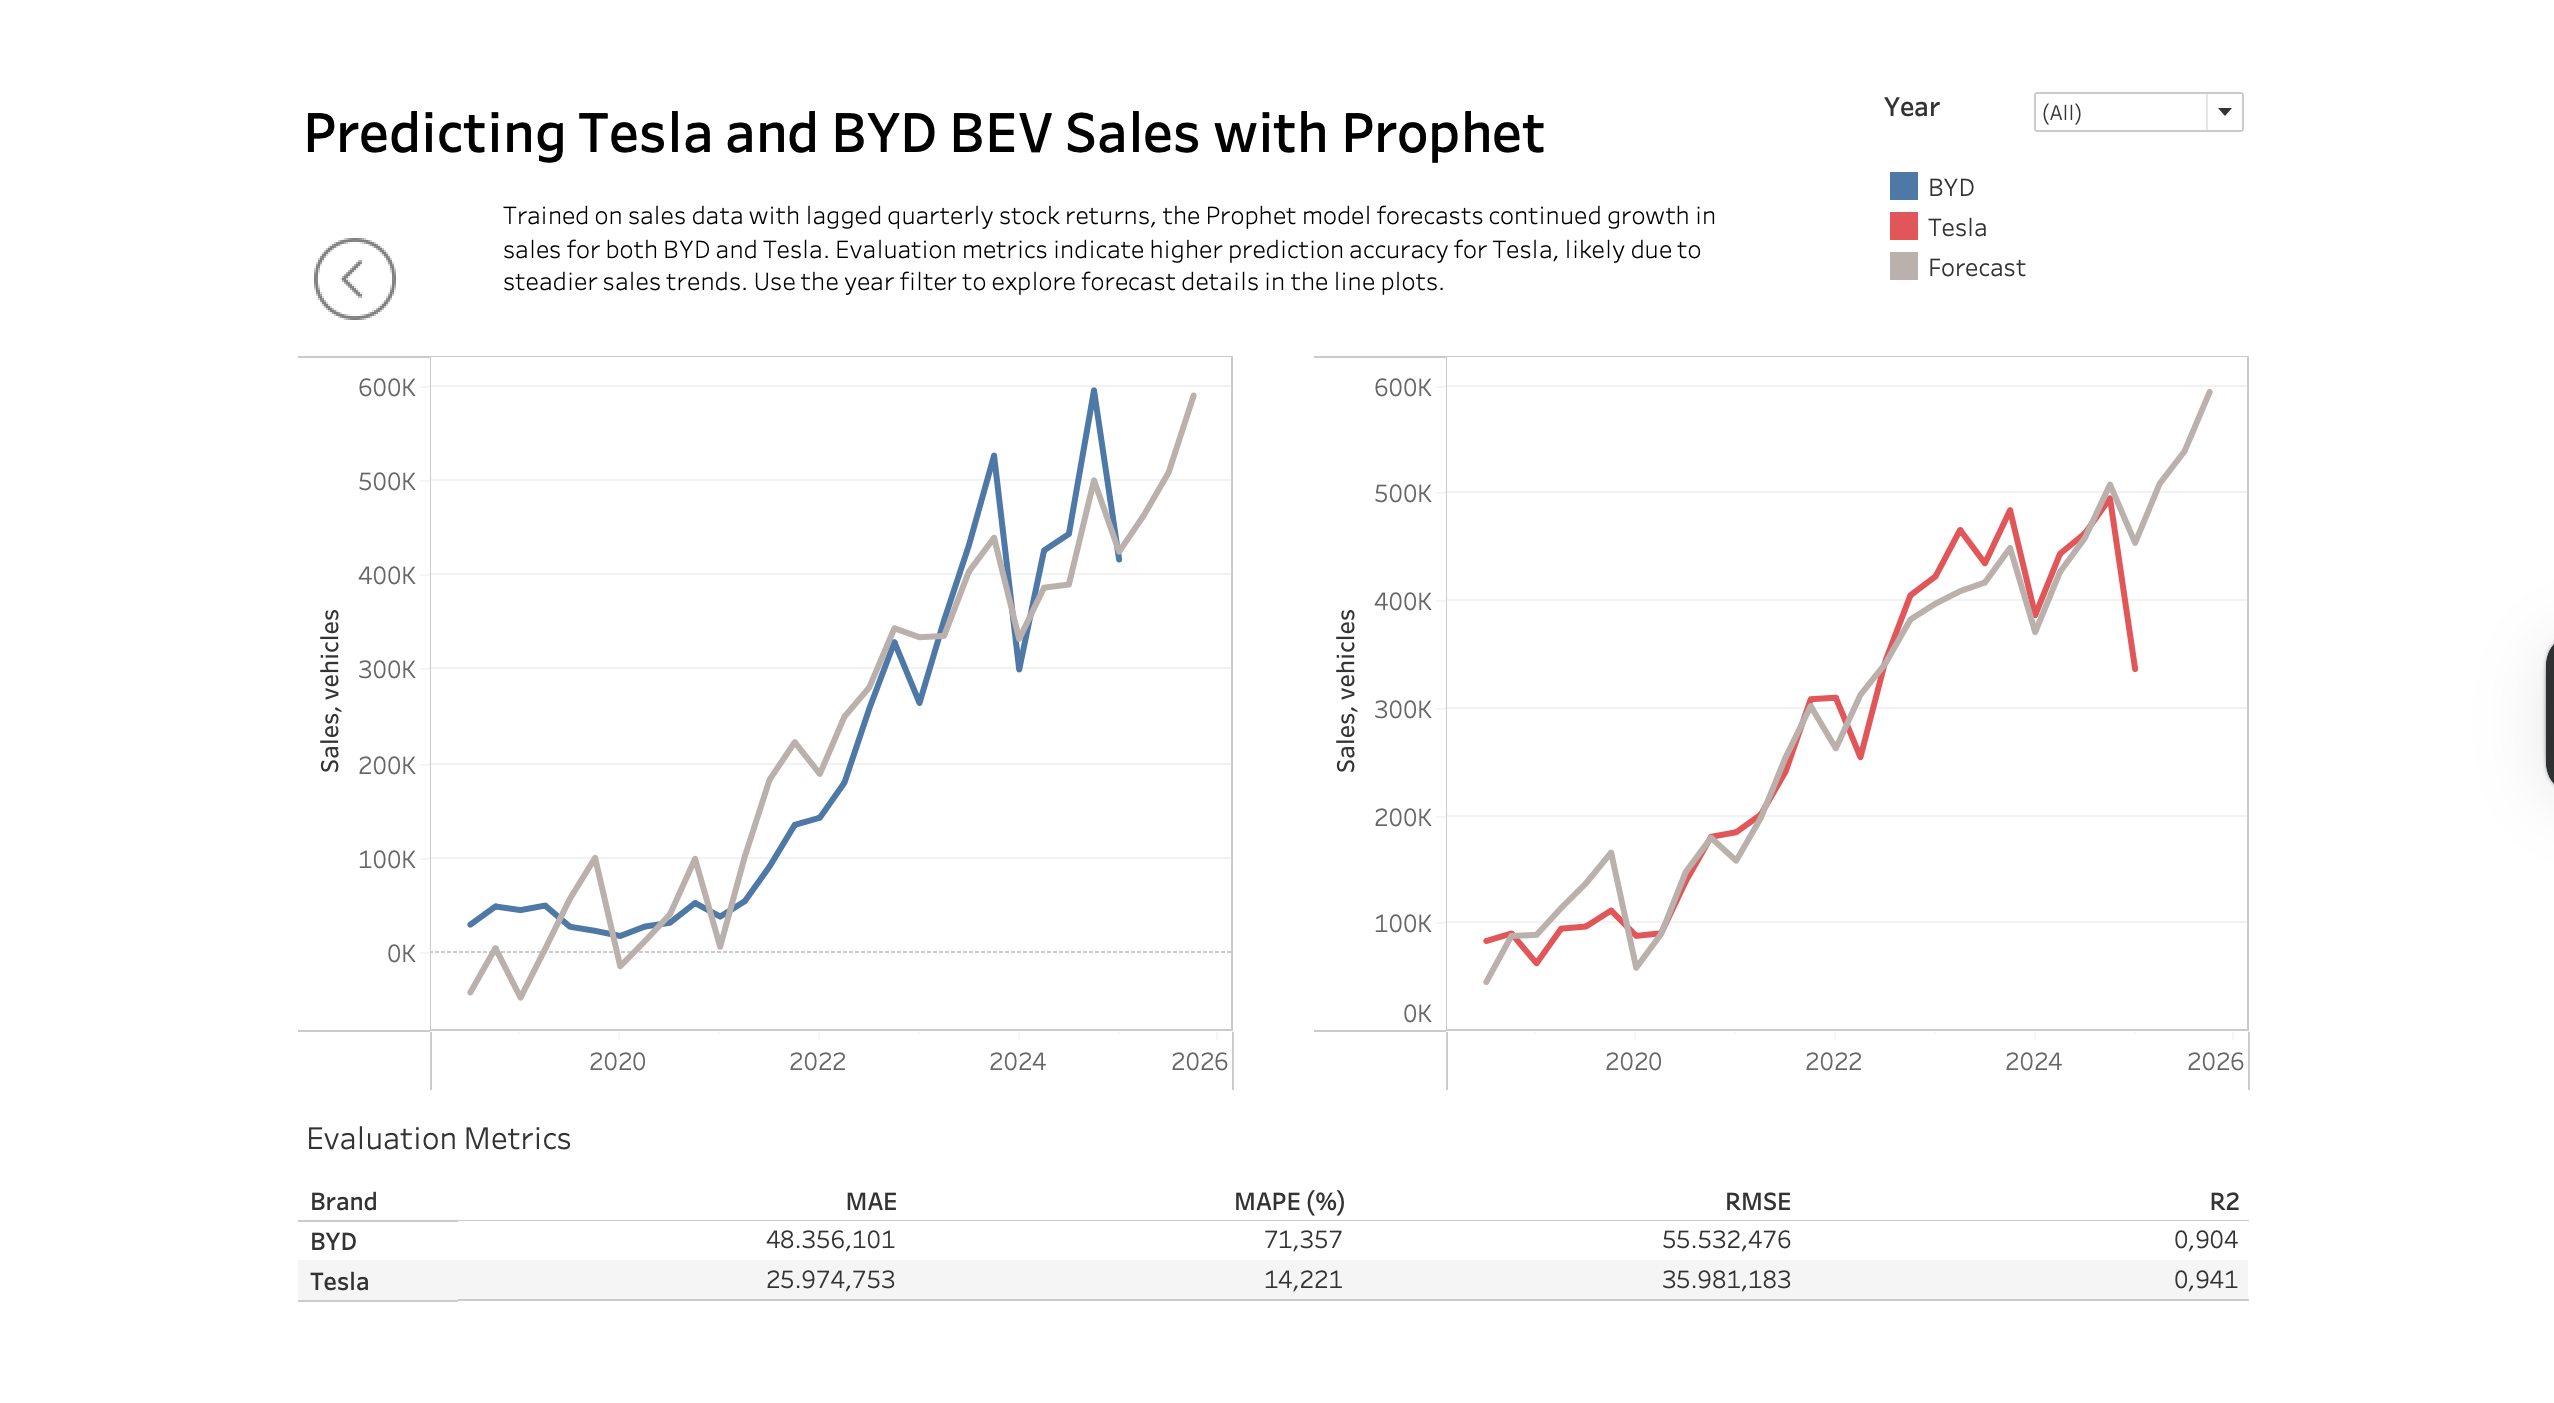 Predicting Tesla and BYD BEV Sales with Prophet
Year
(All)
BYD
Tesla
Forecast
Trained on sales data with lagged quarterly stock returns, the Prophet model forecasts continued growth in
sales for both BYD and Tesla. Evaluation metrics indicate higher prediction accuracy for Tesla, likely due to
steadier sales trends. Use the year filter to explore forecast details in the line plots.
Sales, vehicles
600K
500K
400K
300K
200K
100K
0K
2020 2022 2024 2026
Sales, vehicles
600K
500K
400K
300K
200K
100K
0K
2020 2022 2024 2026
Evaluation Metrics
Brand MAE MAPE (%) RMSE R2
BYD 48.356,101 71,357 55.532,476 0,904
Tesla 25.974,753 14,221 35.981,183 0,941